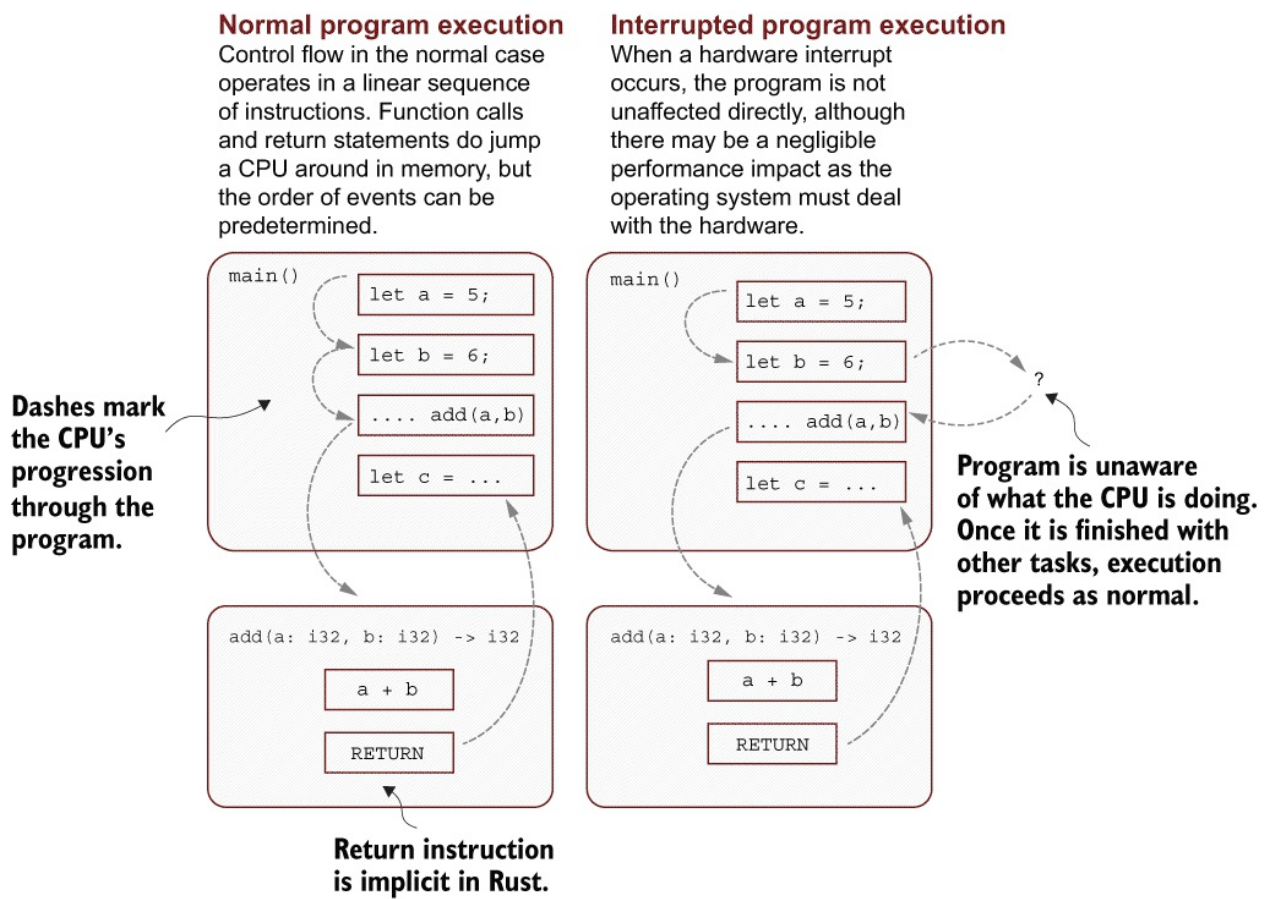 Normal program execution
Control flow in the normal case
operates in a linear sequence
of instructions. Function calls
and return statements do jump
a CPU around in memory, but
the order of events can be
predetermined.
Interrupted program execution
When a hardware interrupt
occurs, the program is not
unaffected directly, although
there may be a negligible
performance impact as the
operating system must deal
with the hardware.
main()
let a = 5;
let b = 6;
.... add(a,b)
let c = ...
Dashes mark
the CPU's
progression
through the
program.
add(a: i32, b: i32) -> i32
a + b
RETURN
Return instruction
is implicit in Rust.
main()
let a = 5;
let b = 6;
?
.... add(a,b)
let c = ...
Program is unaware
of what the CPU is doing.
Once it is finished with
other tasks, execution
proceeds as normal.
add(a: i32, b: i32) -> i32
a + b
RETURN